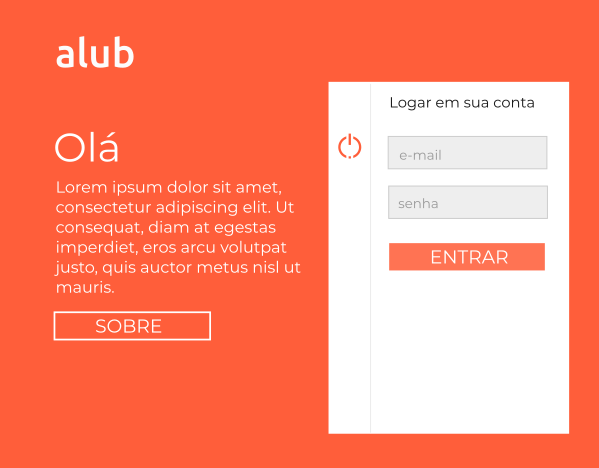 alub
Olá
Lorem ipsum dolor sit amet,
consectetur adipiscing elit. Ut
consequat, diam at egestas
imperdiet, eros arcu volutpat
justo, quis auctor metus nisl ut
mauris.
SOBRE
Logar em sua conta
e-mail
senha
ENTRAR